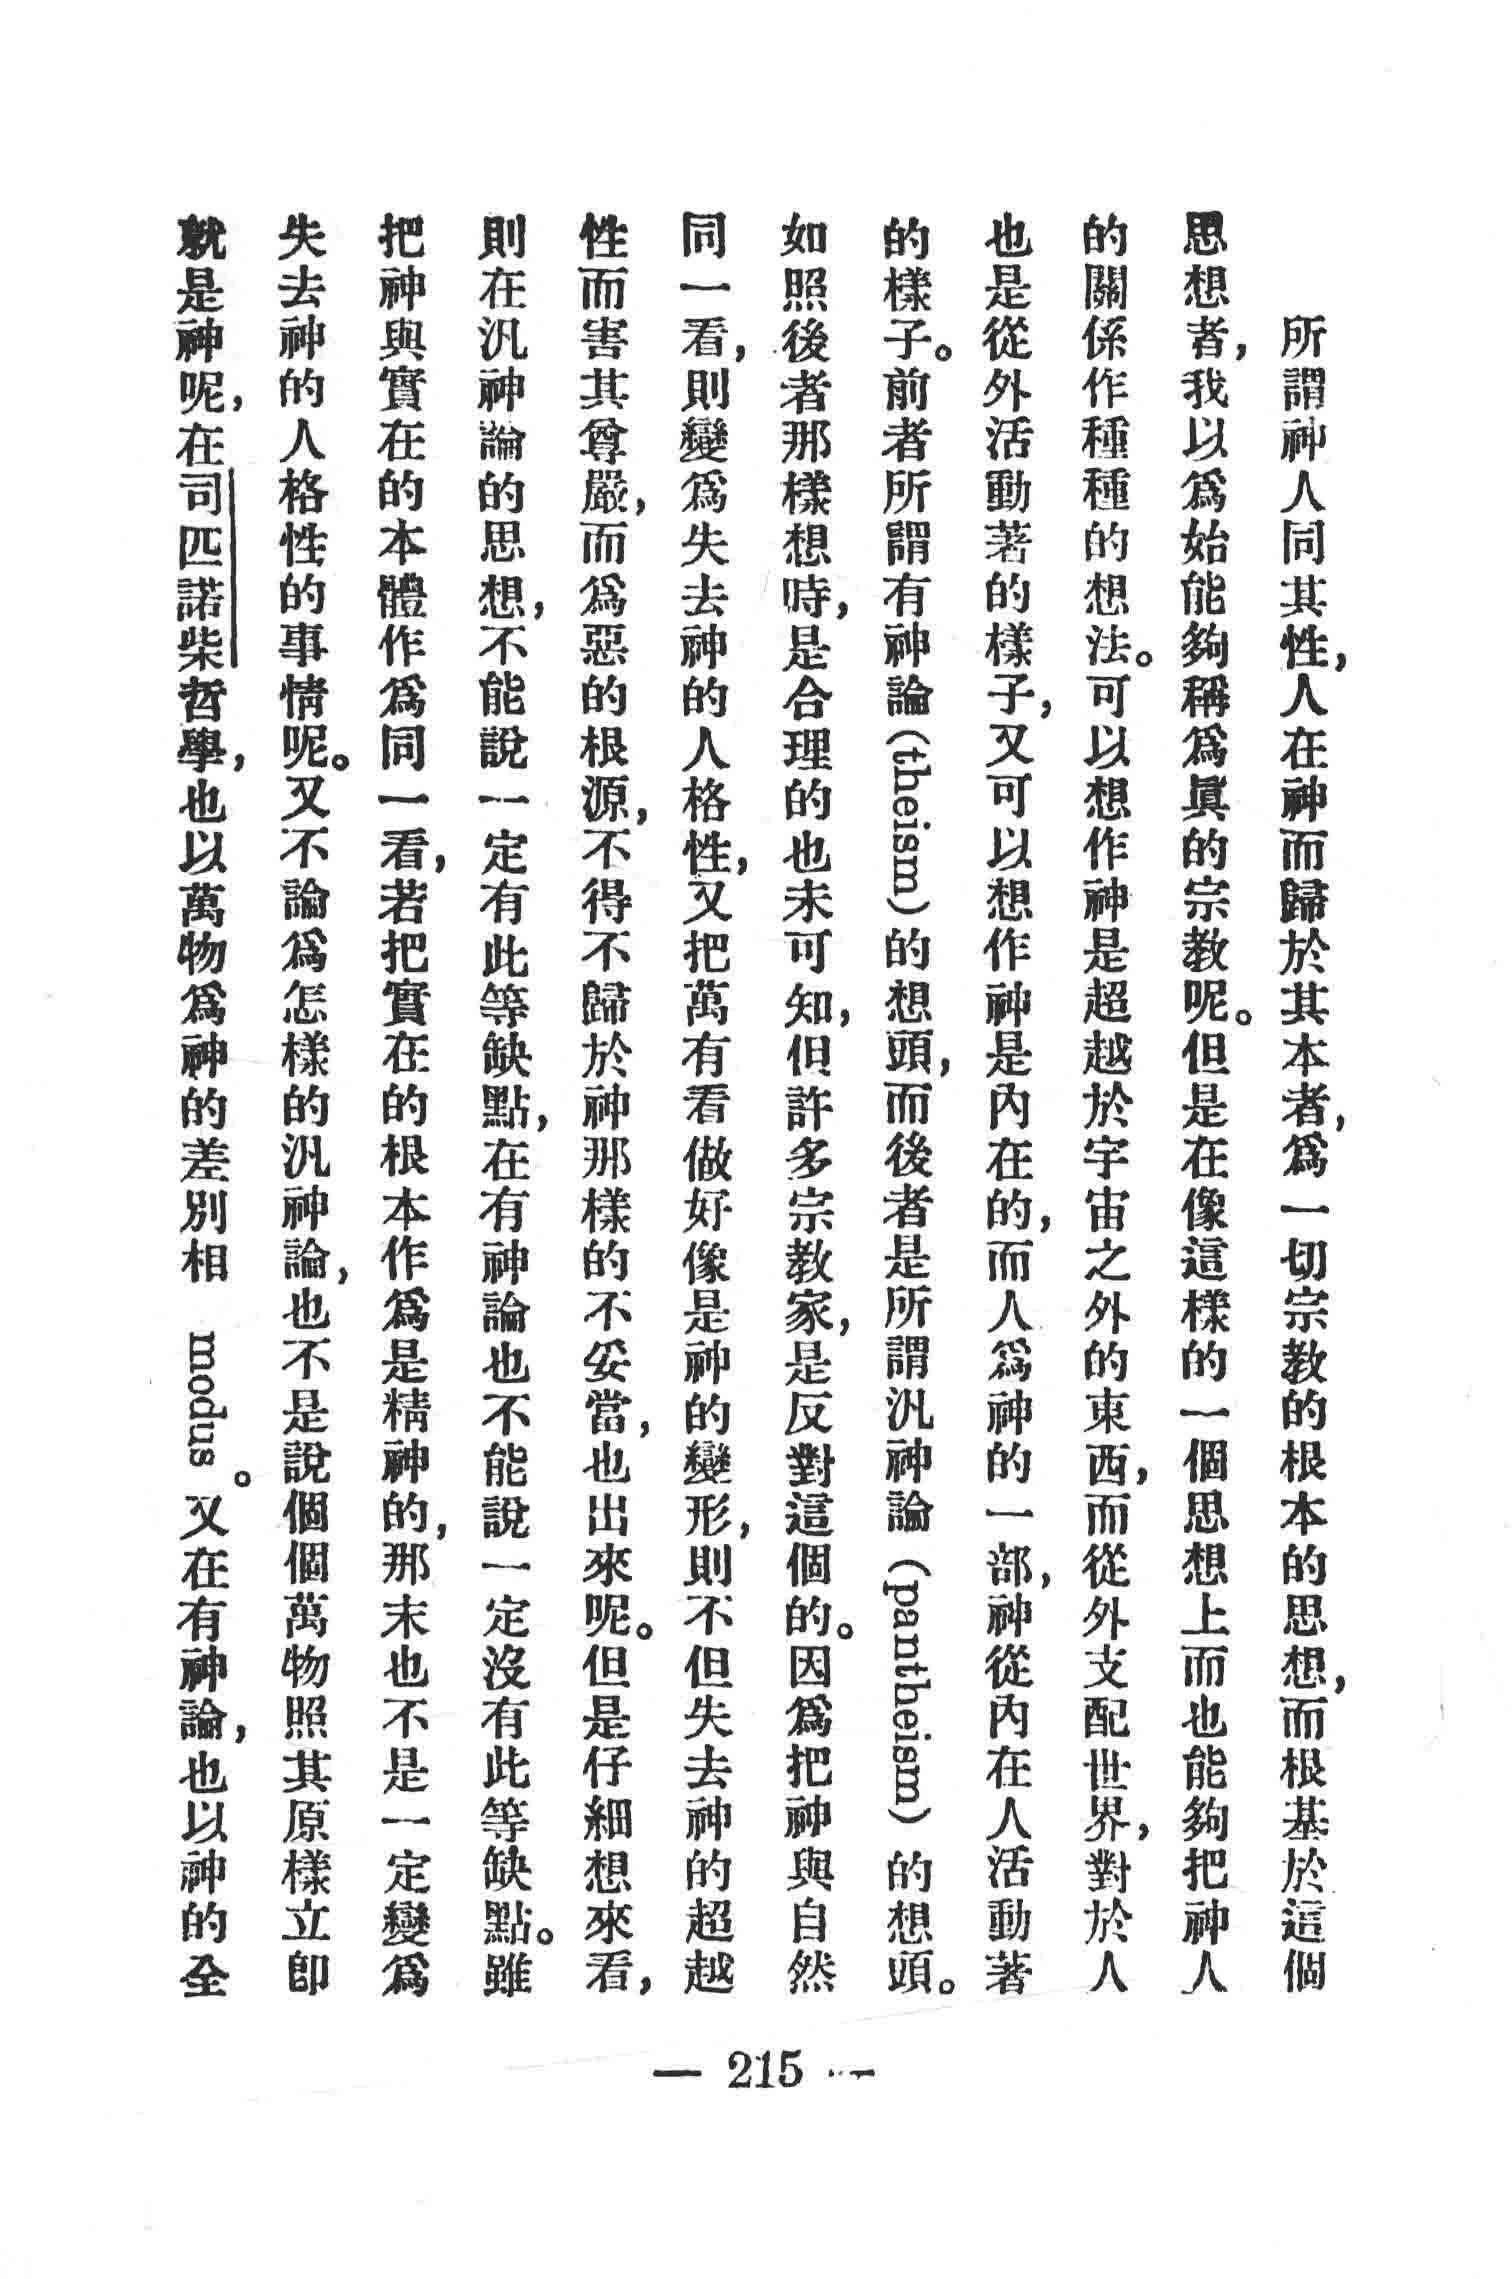 所謂神人同其性，人在神而歸於其本者，爲一切宗教的根本的思想，而根基於這個
思想者，我以爲始能夠稱爲眞的宗教呢。但是在像這樣的一個思想上而也能夠把神人
的關係作種種的想法。可以想作神是超越於宇宙之外的東西，而從外支配世界，對於人
也是從外活動著的樣子，又可以想作神是內在的，而人爲神的一部，神從內在人活動著
的樣子。前者所謂有神論(theism)的想頭，而後者是所謂汎神論(pantheism)的想頭。
如照後者那樣想時，是合理的也未可知，但許多宗教家，是反對這個的。因爲把神與自然
同一看，則變爲失去神的人格性，又把萬有看做好像是神的變形，則不但失去神的超越
性而害其尊嚴，而爲惡的根源，不得不歸於神那樣的不妥當，也出來呢。但是仔細想來看，
則在汎神論的思想，不能說一定有此等缺點，在有神論也不能說一定沒有此等缺點。雖
把神與實在的本體作爲同一看，若把實在的根本作爲是精神的，那末也不是一定變爲
失去神的人格性的事情呢。又不論爲怎樣的汎神論，也不是說個個萬物照其原樣立卽
就是神呢，在司匹諾柴哲學，也以萬物爲神的差別相 modus。又在有神論，也以神的全
— 215 —